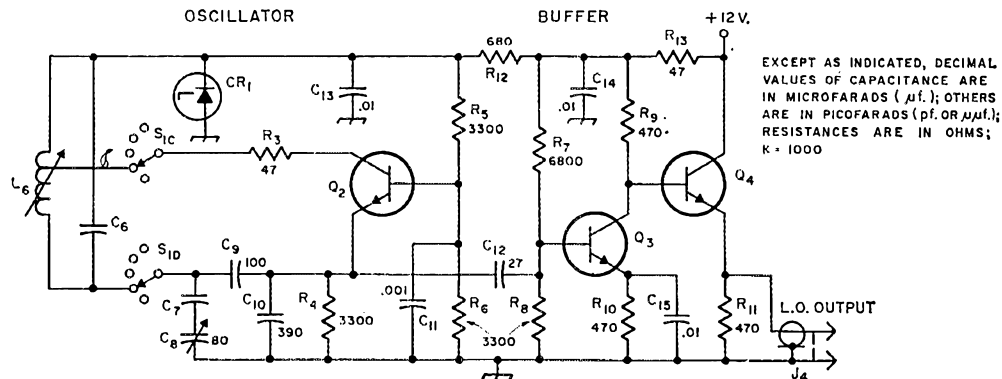 OSCILLATOR
BUFFER
+12V.
680
R12
R13
47
EXCEPT AS INDICATED, DECIMAL
VALUES OF CAPACITANCE ARE
IN MICROFARADS (µf.); OTHERS
ARE IN PICOFARADS (pf. OR µµf.);
RESISTANCES ARE IN OHMS;
K = 1000
CR1
C13
.01
R5
3300
C14
.01
R9
470
S1C
R3
47
R7
6800
Q2
Q4
L6
C6
Q3
S1D
C9
100
C12
27
C7
C8
80
C10
390
R4
3300
.001
C11
R6
3300
R8
R10
470
C15
.01
R11
470
L.O. OUTPUT
J4